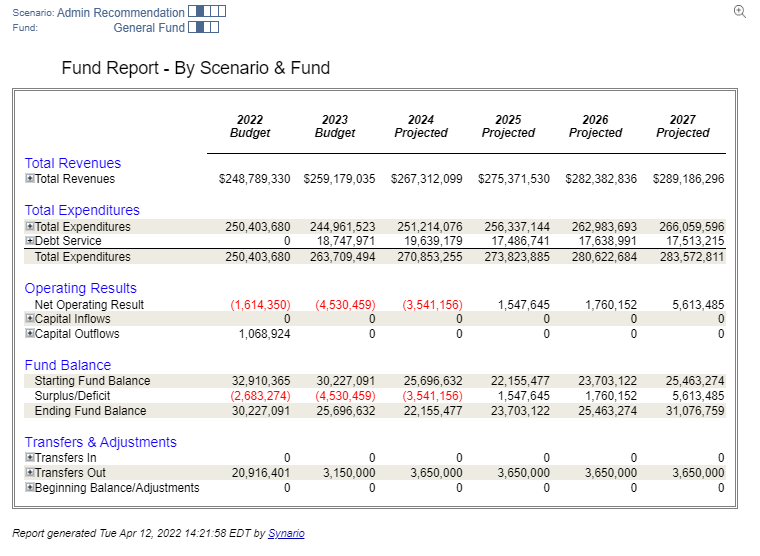 Scenario: Admin Recommendation
Fund: General Fund
Fund Report - By Scenario & Fund
2022 2023 2024 2025 2026 2027
Budget Budget Projected Projected Projected Projected
Total Revenues
Total Revenues $248,789,330 $259,179,035 $267,312,099 $275,371,530 $282,382,836 $289,186,296
Total Expenditures
Total Expenditures 250,403,680 244,961,523 251,214,076 256,337,144 262,983,693 266,059,596
Debt Service 0 18,747,971 19,639,179 17,486,741 17,638,991 17,513,215
Total Expenditures 250,403,680 263,709,494 270,853,255 273,823,885 280,622,684 283,572,811
Operating Results
Net Operating Result (1,614,350) (4,530,459) (3,541,156) 1,547,645 1,760,152 5,613,485
Capital Inflows 0 0 0 0 0 0
Capital Outflows 1,068,924 0 0 0 0 0
Fund Balance
Starting Fund Balance 32,910,365 30,227,091 25,696,632 22,155,477 23,703,122 25,463,274
Surplus/Deficit (2,683,274) (4,530,459) (3,541,156) 1,547,645 1,760,152 5,613,485
Ending Fund Balance 30,227,091 25,696,632 22,155,477 23,703,122 25,463,274 31,076,759
Transfers & Adjustments
Transfers In 0 0 0 0 0 0
Transfers Out 20,916,401 3,150,000 3,650,000 3,650,000 3,650,000 3,650,000
Beginning Balance/Adjustments 0 0 0 0 0 0
Report generated Tue Apr 12, 2022 14:21:58 EDT by Synario